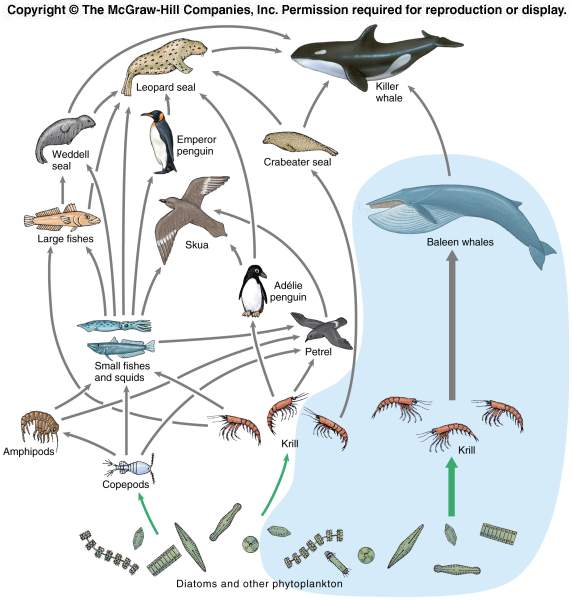 Copyright © The McGraw-Hill Companies, Inc. Permission required for reproduction or display.
Leopard seal
Killer
whale
Emperor
penguin
Weddell
seal
Crabeater seal
Large fishes
Skua
Baleen whales
Adélie
penguin
Petrel
Small fishes
and squids
Amphipods
Krill
Krill
Copepods
Diatoms and other phytoplankton